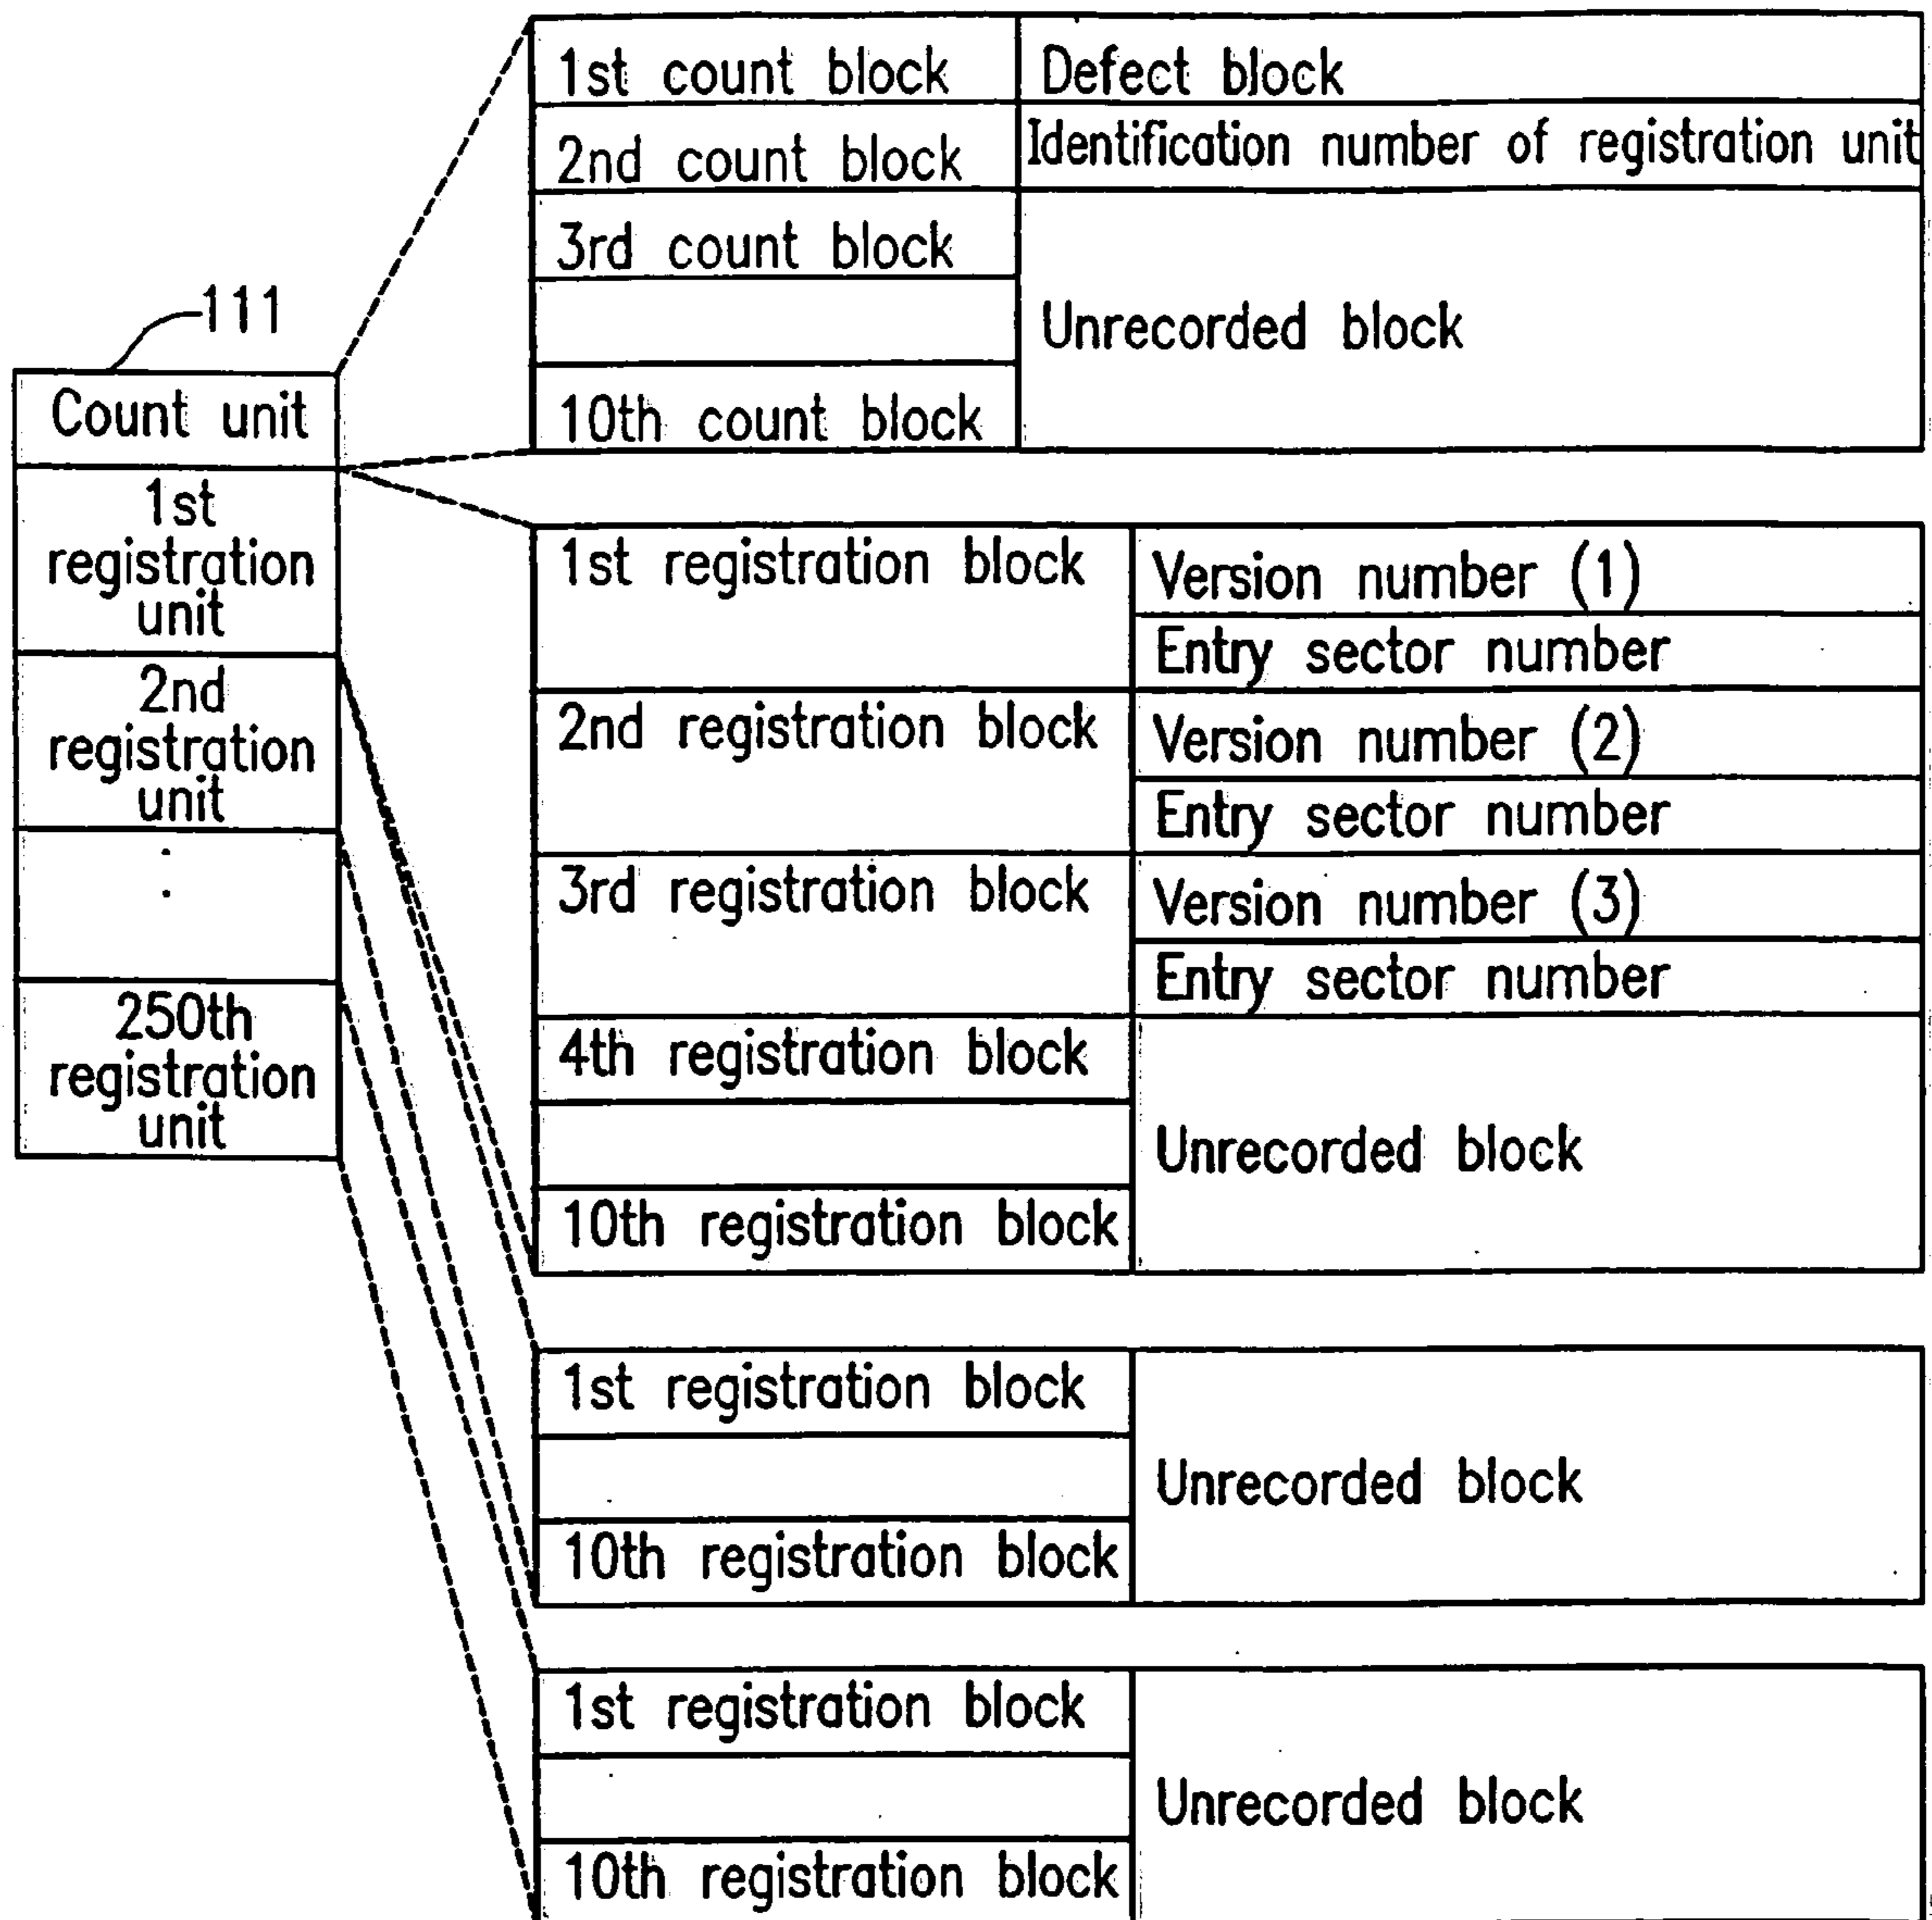 111
Count unit
1st
registration
unit
2nd
registration
unit
:
250th
registration
unit
1st count block
Defect block
2nd count block
Identification number of registration unit
3rd count block
Unrecorded block
10th count block
1st registration block
Version number (1)
Entry sector number
2nd registration block
Version number (2)
Entry sector number
3rd registration block
Version number (3)
Entry sector number
4th registration block
Unrecorded block
10th registration block
1st registration block
Unrecorded block
10th registration block
1st registration block
Unrecorded block
10th registration block